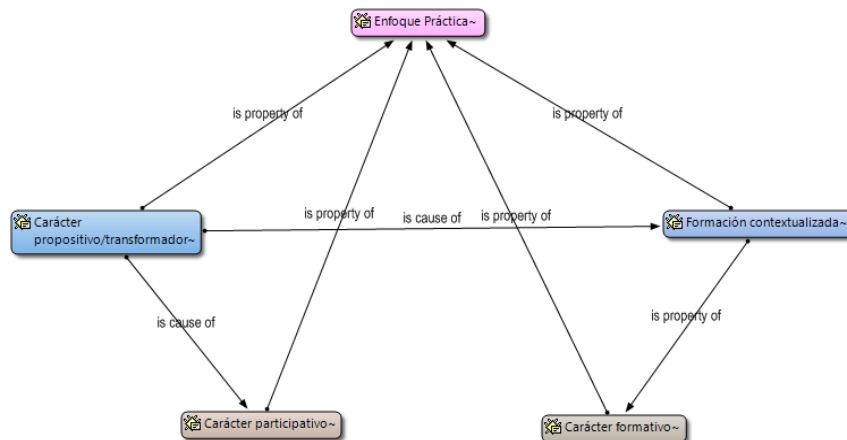 Enfoque Práctica~
is property of
is property of
is property of
is cause of
is property of
Carácter
propositivo/transformador~
Formación contextualizada~
is cause of
is property of
Carácter participativo~
Carácter formativo~